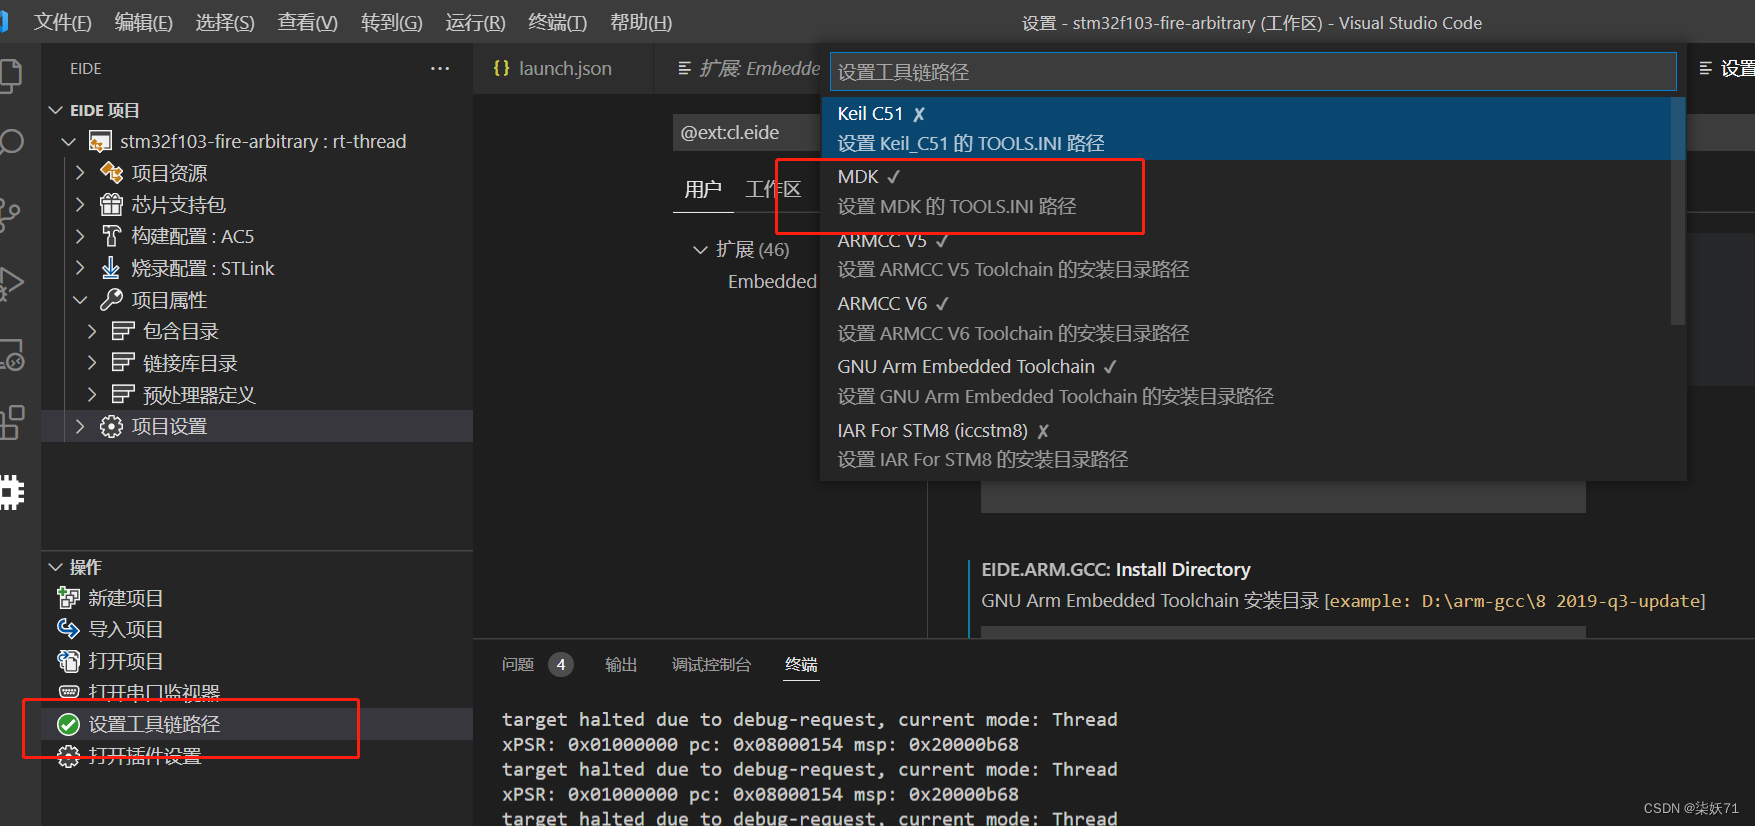 文件(F) 编辑(E) 选择(S) 查看(V) 转到(G) 运行(R) 终端(T) 帮助(H) 设置 - stm32f103-fire-arbitrary (工作区) - Visual Studio Code
EIDE ···
EIDE 项目
stm32f103-fire-arbitrary : rt-thread
项目资源
芯片支持包
构建配置 : AC5
烧录配置 : STLink
项目属性
包含目录
链接库目录
预处理器定义
项目设置
操作
新建项目
导入项目
打开项目
打开串口监视器
设置工具链路径
打开插件设置
{} launch.json
扩展: Embedde
设置
@ext:cl.eide
用户 工作区
扩展 (46)
Embedded
设置工具链路径
Keil C51 ✗
设置 Keil_C51 的 TOOLS.INI 路径
MDK ✓
设置 MDK 的 TOOLS.INI 路径
ARMCC V5 ✓
设置 ARMCC V5 Toolchain 的安装目录路径
ARMCC V6 ✓
设置 ARMCC V6 Toolchain 的安装目录路径
GNU Arm Embedded Toolchain ✓
设置 GNU Arm Embedded Toolchain 的安装目录路径
IAR For STM8 (iccstm8) ✗
设置 IAR For STM8 的安装目录路径
EIDE.ARM.GCC: Install Directory
GNU Arm Embedded Toolchain 安装目录 [example: D:\arm-gcc\8 2019-q3-update]
问题 4 输出 调试控制台 终端
target halted due to debug-request, current mode: Thread
xPSR: 0x01000000 pc: 0x08000154 msp: 0x20000b68
target halted due to debug-request, current mode: Thread
xPSR: 0x01000000 pc: 0x08000154 msp: 0x20000b68
target halted due to debug-request, current mode: Thread
CSDN @柒妖71